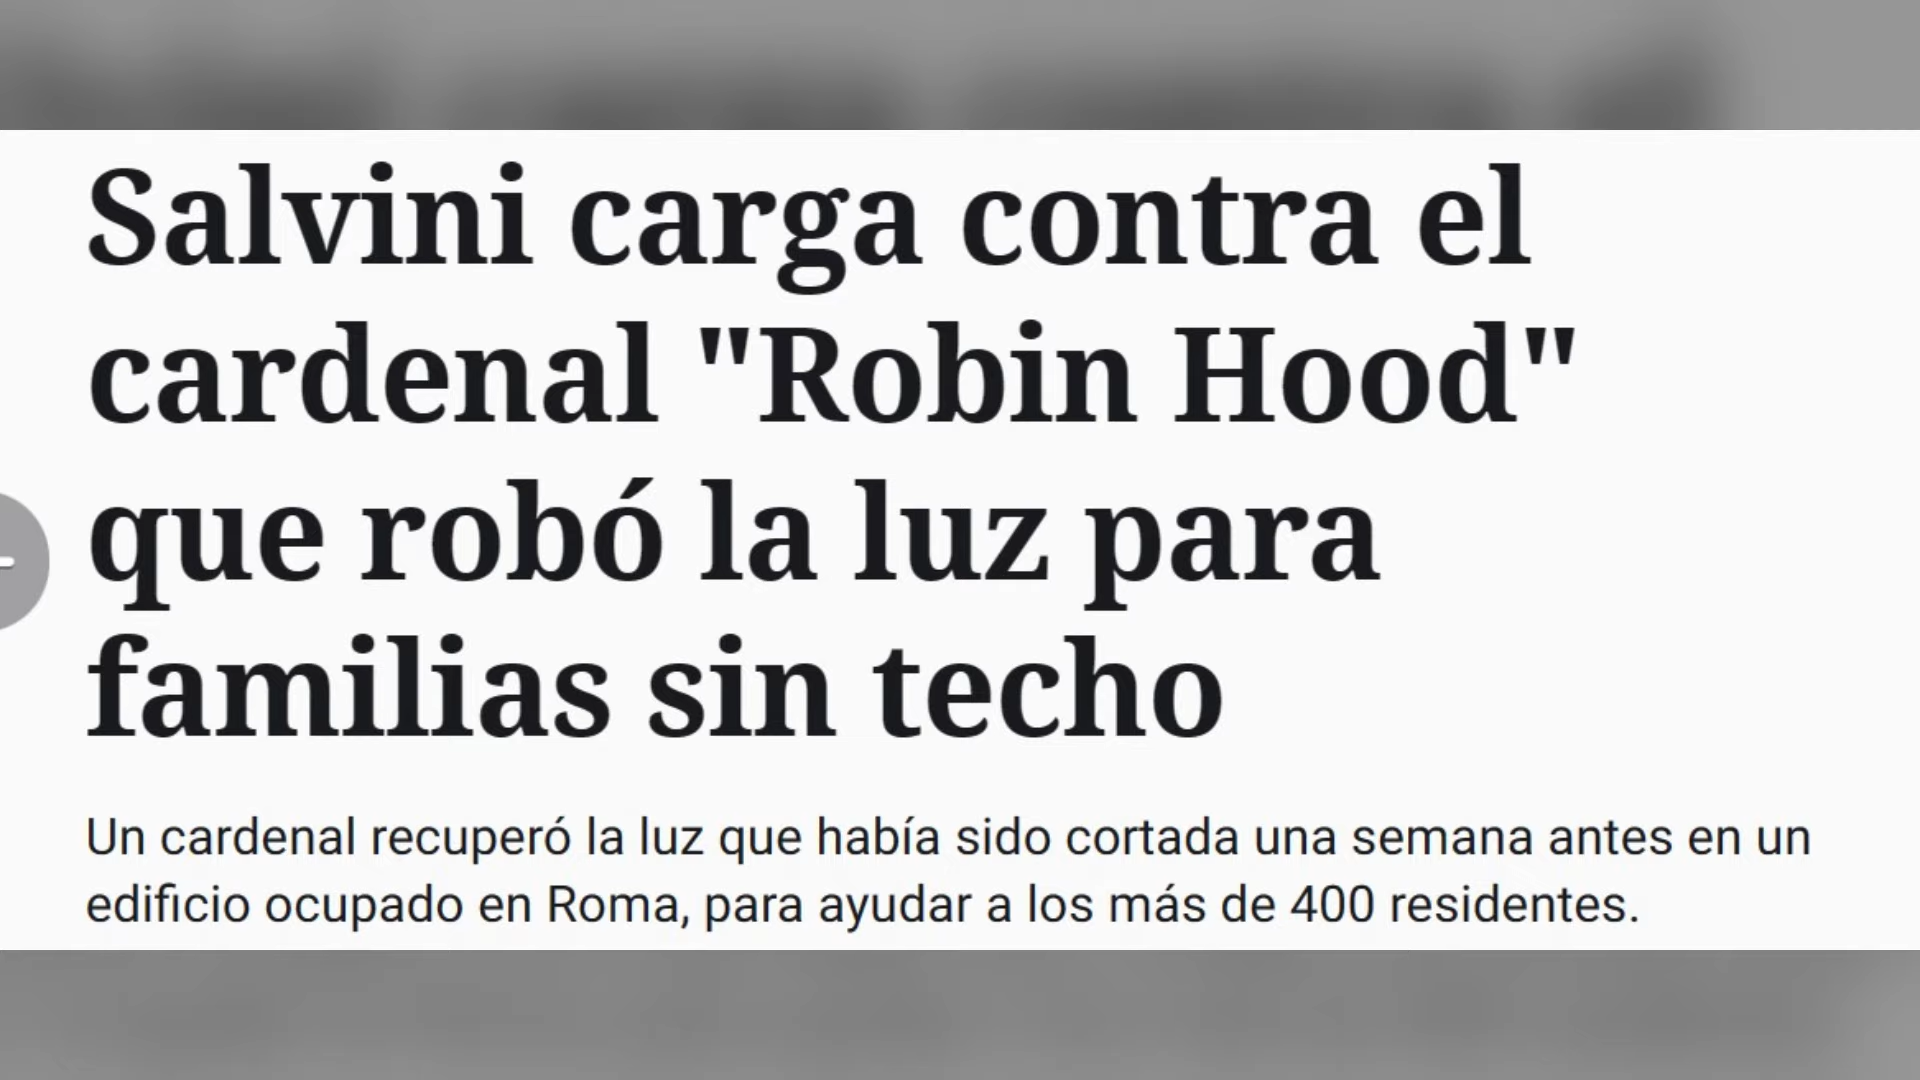 Salvini carga contra el
cardenal "Robin Hood"
que robó la luz para
familias sin techo
Un cardenal recuperó la luz que había sido cortada una semana antes en un
edificio ocupado en Roma, para ayudar a los más de 400 residentes.